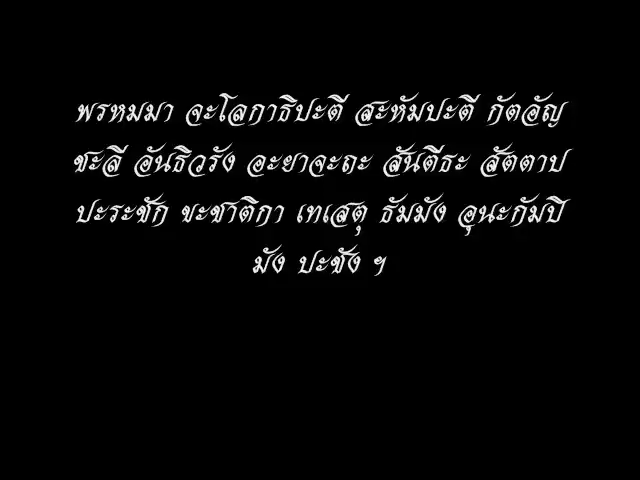 พรหมมา จะโลกาธิปะตี สะหัมปะตี กัตอัญ
ชะลี อันธิวรัง อะยาจะถะ สันตีธะ สัตตาป
ปะระชัก ขะชาติกา เทเสตุ ธัมมัง อุนะกัมปิ
มัง ปะชัง ฯ